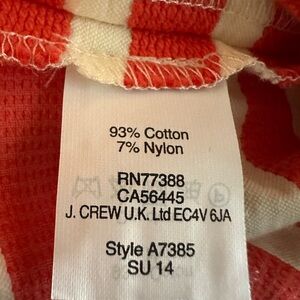 93% Cotton
7% Nylon
RN77388
CA56445
J. CREW U.K. Ltd EC4V 6JA
Style A7385
SU 14